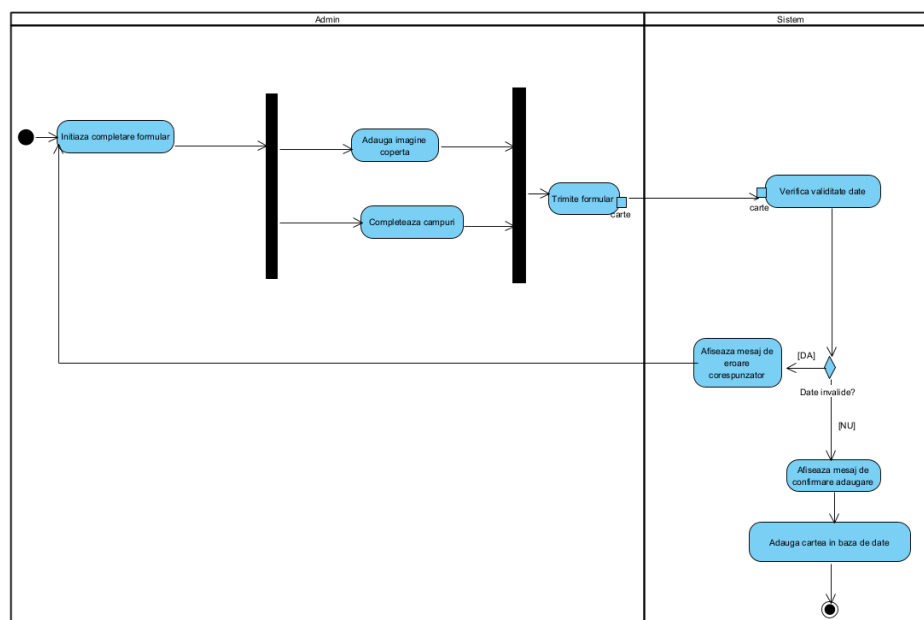 Admin
Sistem
Initiaza completare formular
Adauga imagine
coperta
Completeaza campuri
Trimite formular
carte
Verifica validitate date
carte
Afiseaza mesaj de
eroare
corespunzator
[DA]
Date invalide?
[NU]
Afiseaza mesaj de
confirmare adaugare
Adauga cartea in baza de date